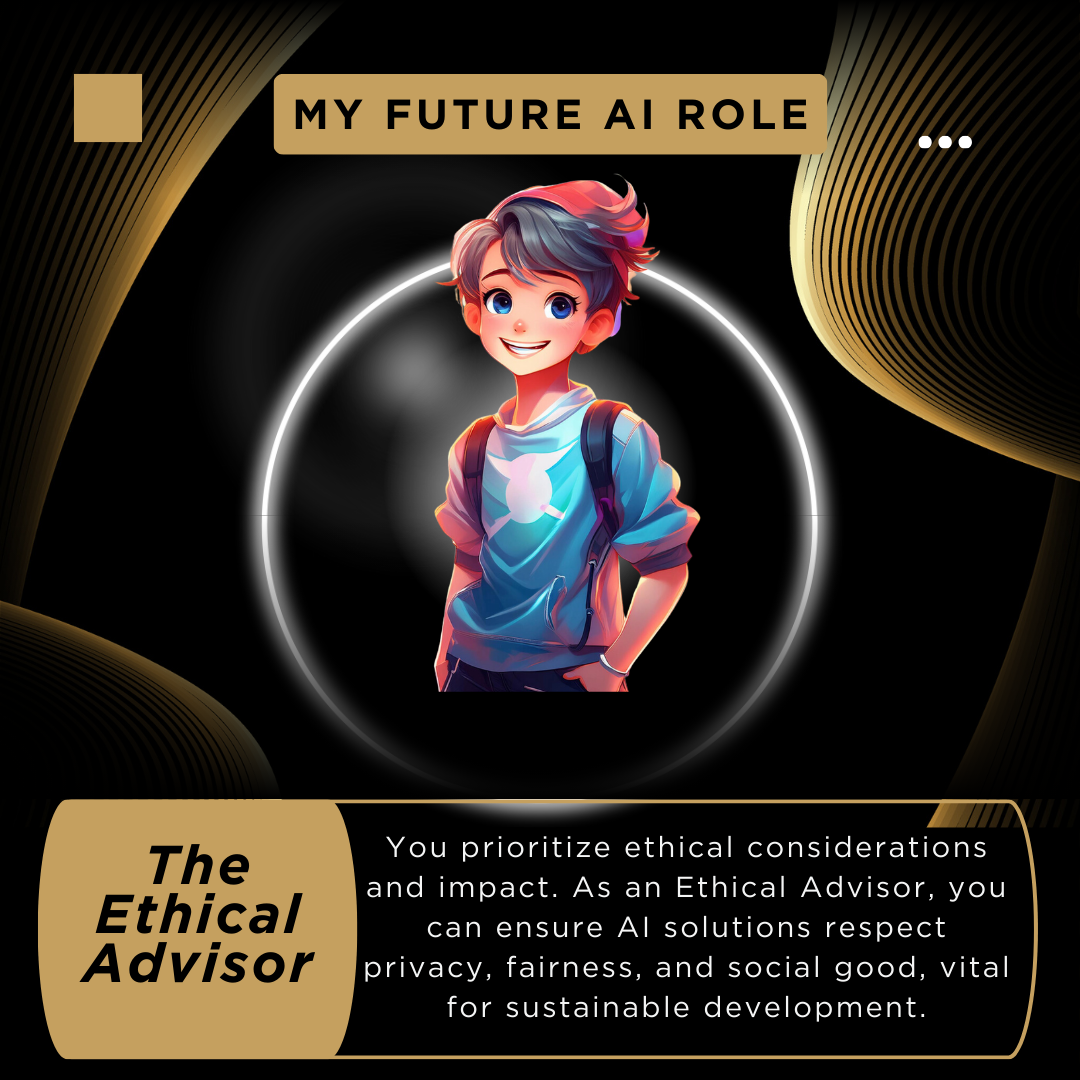 MY FUTURE AI ROLE
The
Ethical
Advisor
You prioritize ethical considerations
and impact. As an Ethical Advisor, you
can ensure AI solutions respect
privacy, fairness, and social good, vital
for sustainable development.